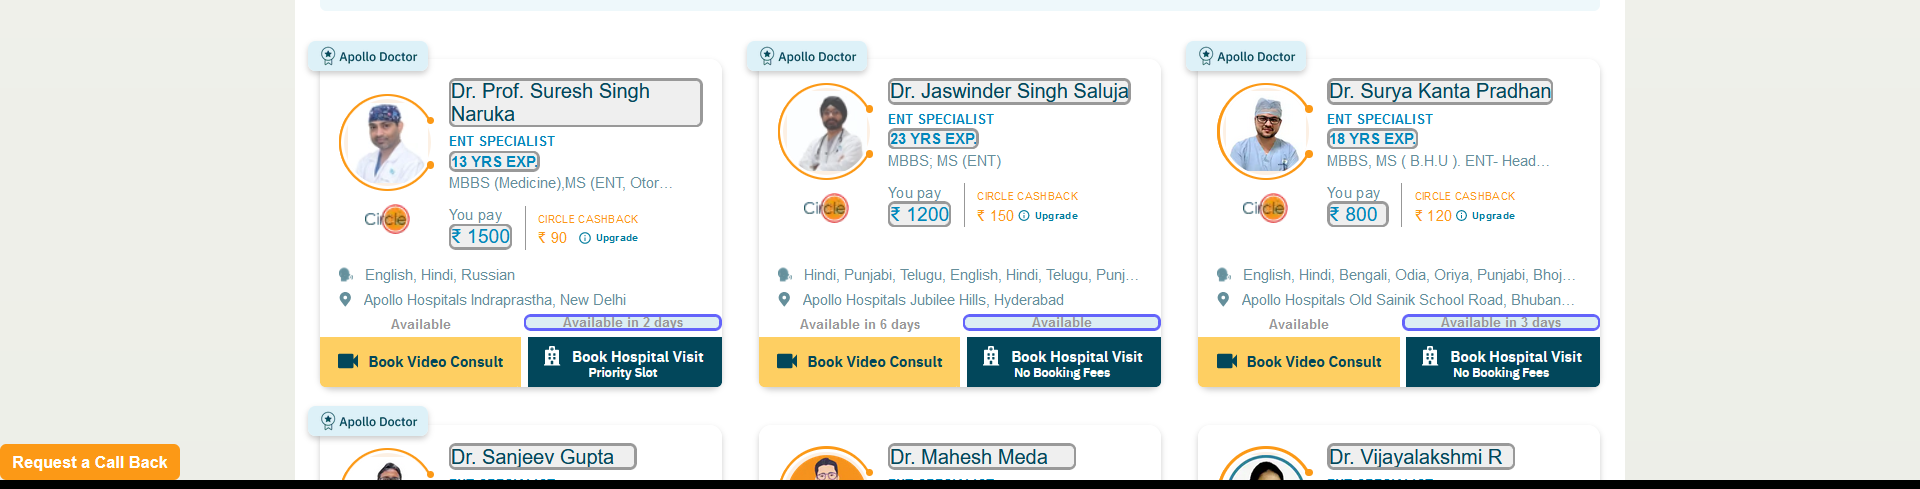 Apollo Doctor
Dr. Prof. Suresh Singh
Naruka
ENT SPECIALIST
13 YRS EXP.
MBBS (Medicine),MS (ENT, Otor…
Circle
You pay
₹ 1500
CIRCLE CASHBACK
₹ 90 Upgrade
English, Hindi, Russian
Apollo Hospitals Indraprastha, New Delhi
Available
Available in 2 days
Book Video Consult
Book Hospital Visit
Priority Slot
Apollo Doctor
Dr. Jaswinder Singh Saluja
ENT SPECIALIST
23 YRS EXP.
MBBS; MS (ENT)
Circle
You pay
₹ 1200
CIRCLE CASHBACK
₹ 150 Upgrade
Hindi, Punjabi, Telugu, English, Hindi, Telugu, Punj…
Apollo Hospitals Jubilee Hills, Hyderabad
Available in 6 days
Available
Book Video Consult
Book Hospital Visit
No Booking Fees
Apollo Doctor
Dr. Surya Kanta Pradhan
ENT SPECIALIST
18 YRS EXP.
MBBS, MS ( B.H.U ). ENT- Head…
Circle
You pay
₹ 800
CIRCLE CASHBACK
₹ 120 Upgrade
English, Hindi, Bengali, Odia, Oriya, Punjabi, Bhoj…
Apollo Hospitals Old Sainik School Road, Bhuban…
Available
Available in 3 days
Book Video Consult
Book Hospital Visit
No Booking Fees
Apollo Doctor
Dr. Sanjeev Gupta
Dr. Mahesh Meda
Dr. Vijayalakshmi R
Request a Call Back